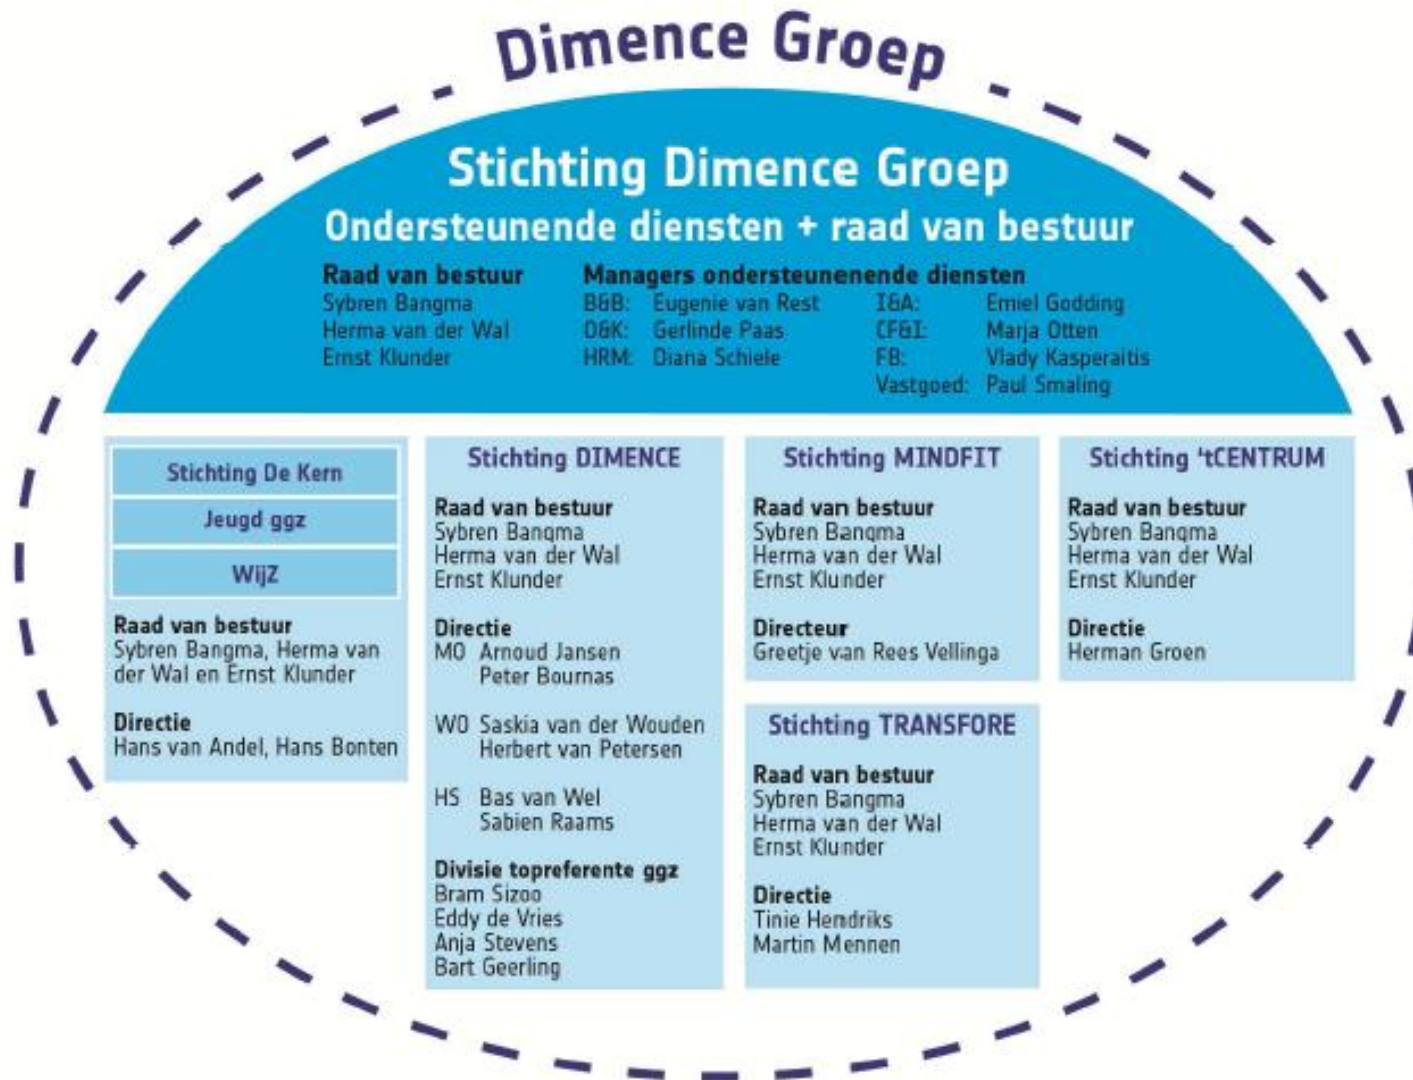 Dimence Groep
Stichting Dimence Groep
Ondersteunende diensten + raad van bestuur
Raad van bestuur
Sybren Bangma
Herma van der Wal
Ernst Klunder
Managers ondersteunenende diensten
B&B: Eugenie van Rest
O&K: Gerlinde Paas
HRM: Diana Schiele
I&A: Emiel Godding
CF&I: Marja Otten
FB: Vlady Kasperaitis
Vastgoed: Paul Smaling
Stichting De Kern
Jeugd ggz
WijZ
Raad van bestuur
Sybren Bangma, Herma van
der Wal en Ernst Klunder
Directie
Hans van Andel, Hans Bonten
Stichting DIMENCE
Raad van bestuur
Sybren Bangma
Herma van der Wal
Ernst Klunder
Directie
MO Arnoud Jansen
Peter Bournas
WO Saskia van der Wouden
Herbert van Petersen
HS Bas van Wel
Sabien Raams
Divisie topreferente ggz
Bram Sizoo
Eddy de Vries
Anja Stevens
Bart Geerling
Stichting MINDFIT
Raad van bestuur
Sybren Bangma
Herma van der Wal
Ernst Klunder
Directeur
Greetje van Rees Vellinga
Stichting TRANSFORE
Raad van bestuur
Sybren Bangma
Herma van der Wal
Ernst Klunder
Directie
Tinie Hendriks
Martin Mennen
Stichting 'tCENTRUM
Raad van bestuur
Sybren Bangma
Herma van der Wal
Ernst Klunder
Directie
Herman Groen